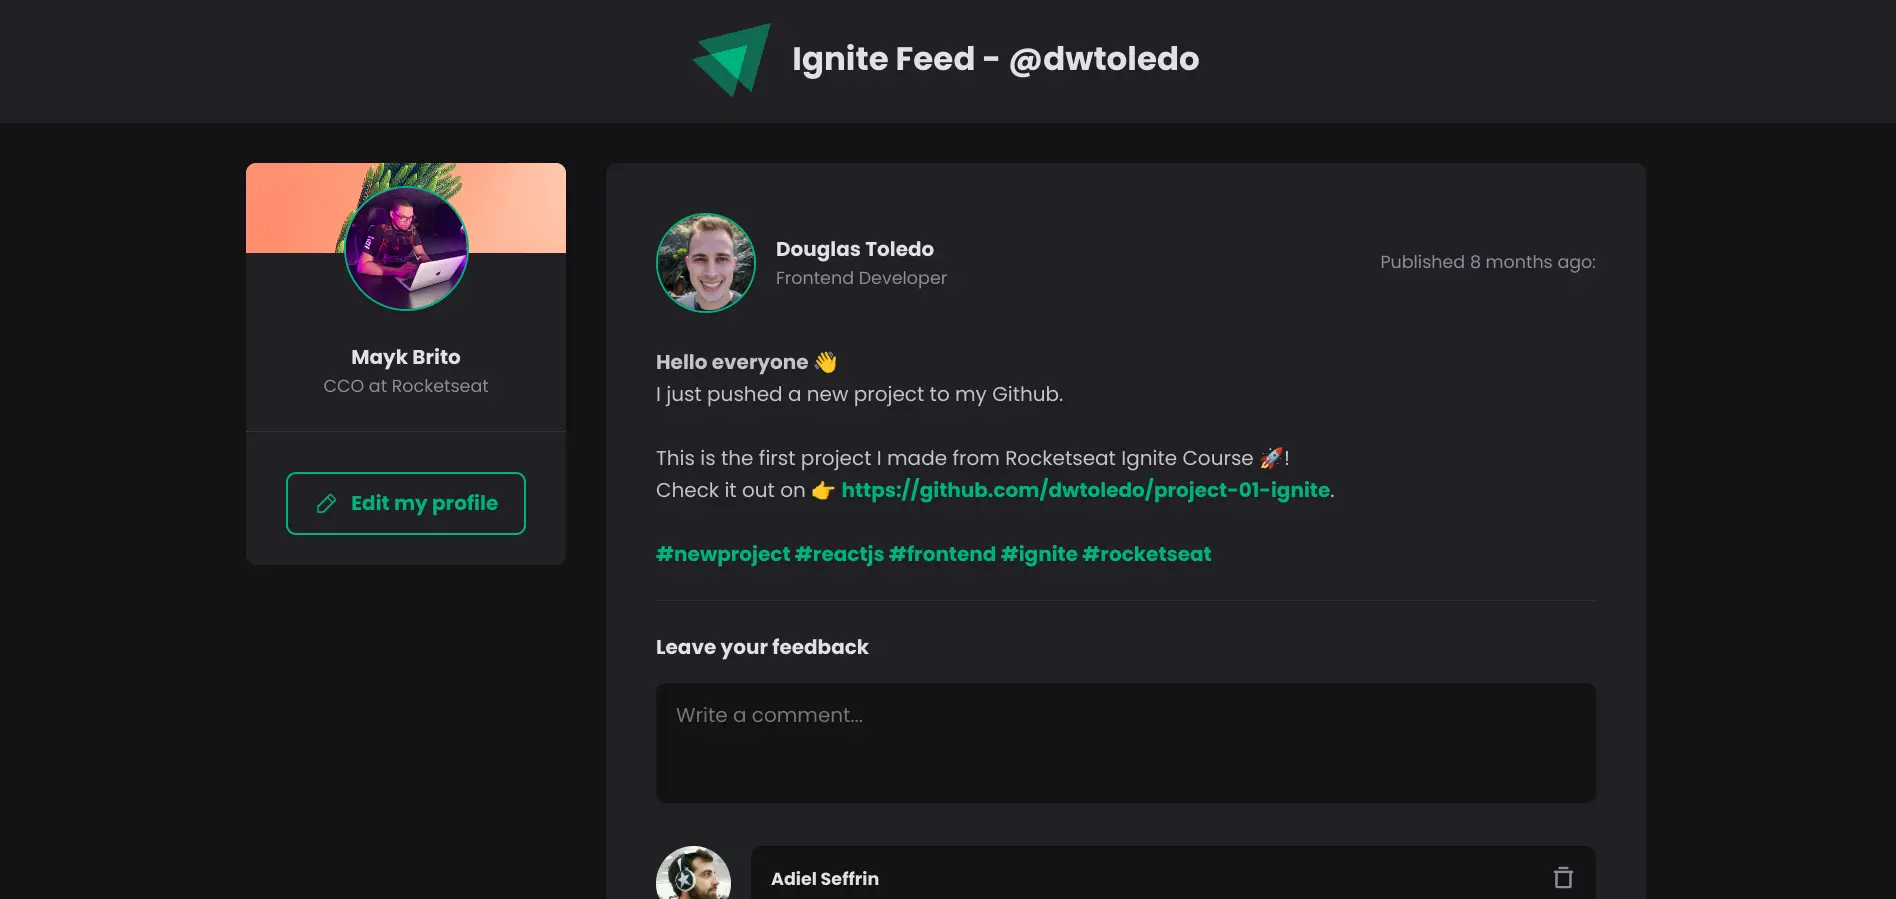 Ignite Feed - @dwtoledo
Mayk Brito
CCO at Rocketseat
Edit my profile
Douglas Toledo
Frontend Developer
Published 8 months ago:
Hello everyone 👋
I just pushed a new project to my Github.
This is the first project I made from Rocketseat Ignite Course 🚀!
Check it out on 👉 https://github.com/dwtoledo/project-01-ignite.
#newproject #reactjs #frontend #ignite #rocketseat
Leave your feedback
Write a comment...
Adiel Seffrin